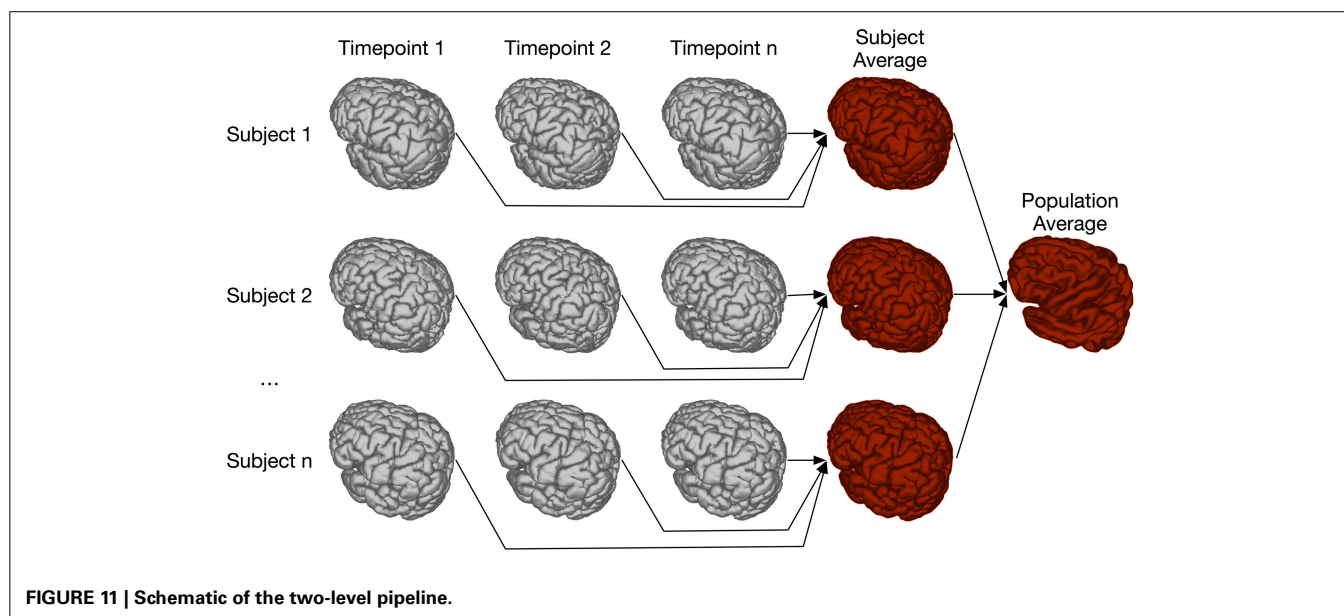 Timepoint 1
Timepoint 2
Timepoint n
Subject
Average
Subject 1
Population
Average
Subject 2
...
Subject n
FIGURE 11 | Schematic of the two-level pipeline.